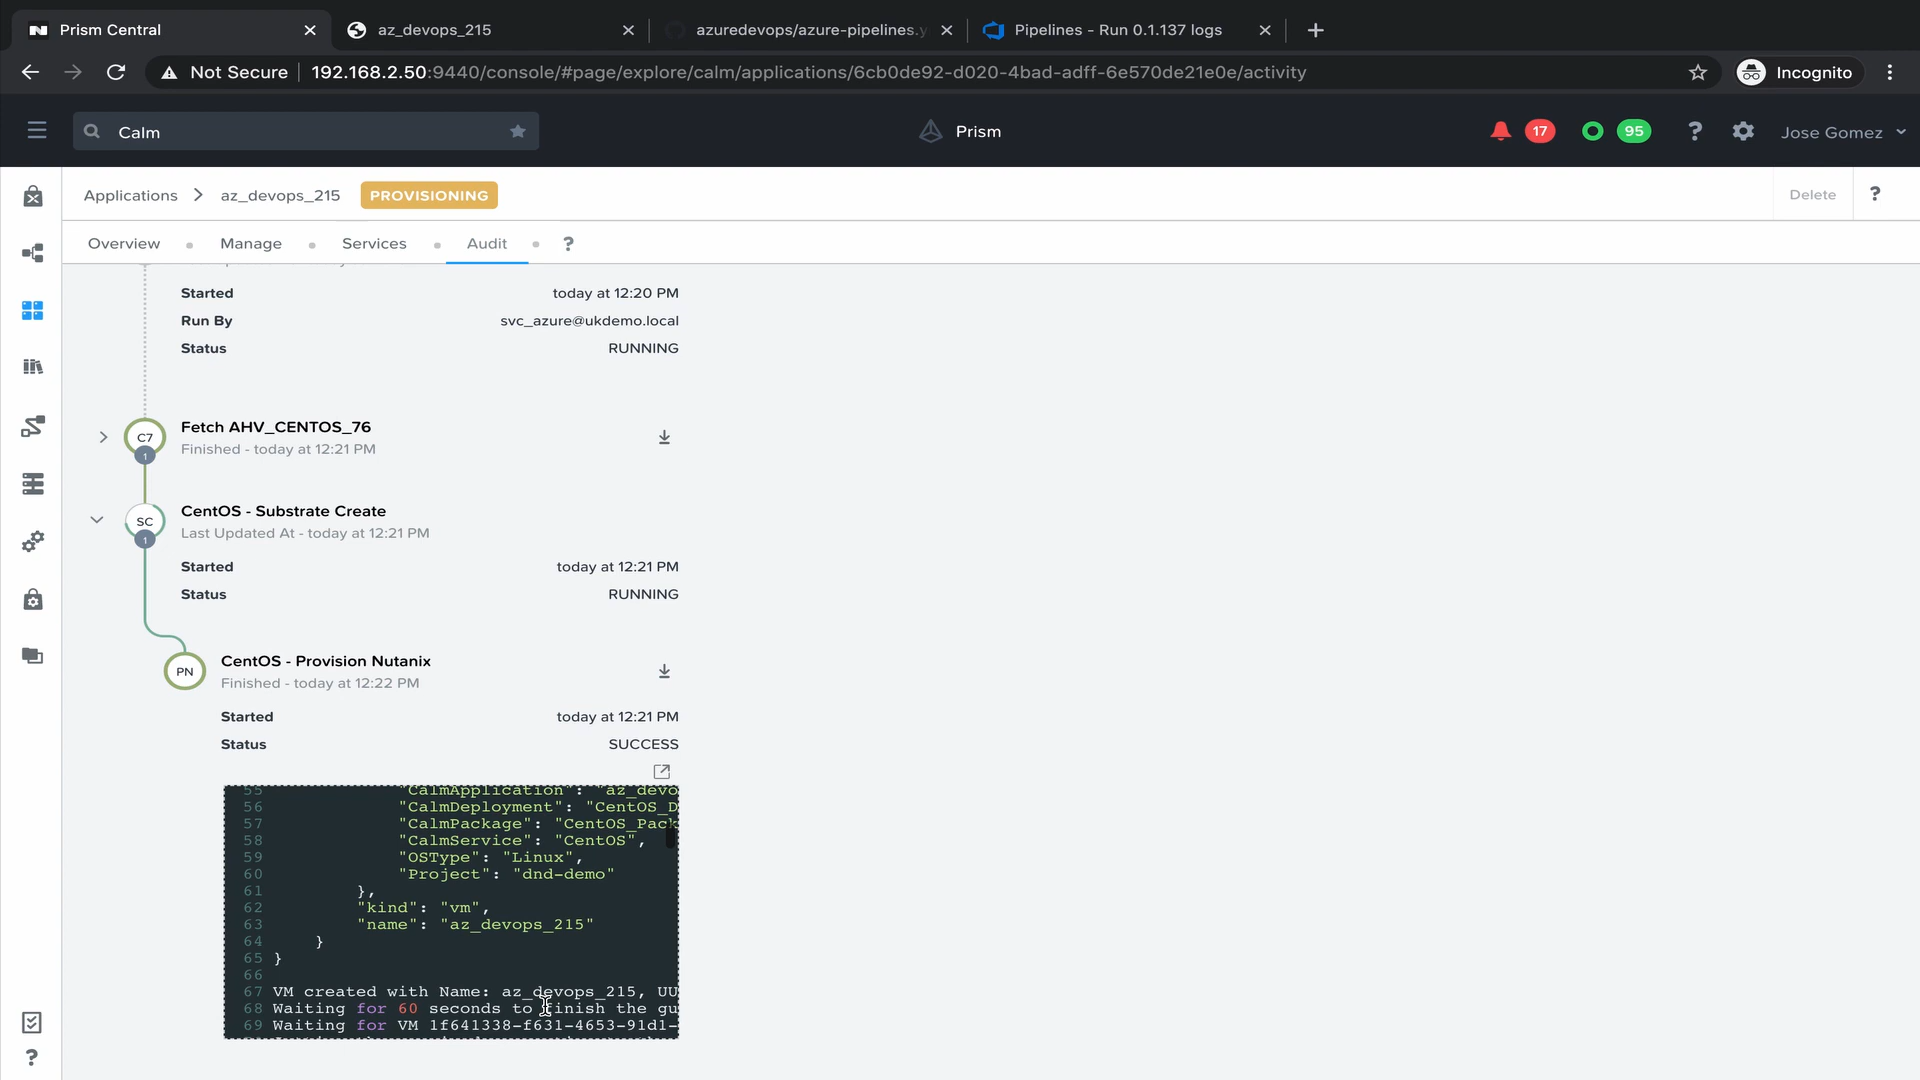 Prism Central
az_devops_215
azuredevops/azure-pipelines.y
Pipelines - Run 0.1.137 logs
Not Secure
192.168.2.50:9440/console/#page/explore/calm/applications/6cb0de92-d020-4bad-adff-6e570de21e0e/activity
Incognito
Calm
Prism
17
95
?
Jose Gomez
Applications
az_devops_215
PROVISIONING
Delete
?
Overview
Manage
Services
Audit
?
Started today at 12:20 PM
Run By svc_azure@ukdemo.local
Status RUNNING
C7
1
Fetch AHV_CENTOS_76
Finished - today at 12:21 PM
SC
1
CentOS - Substrate Create
Last Updated At - today at 12:21 PM
Started today at 12:21 PM
Status RUNNING
PN
CentOS - Provision Nutanix
Finished - today at 12:22 PM
Started today at 12:21 PM
Status SUCCESS
55 "CalmApplication": "az_devo
56 "CalmDeployment": "CentOS_D
57 "CalmPackage": "CentOS_Pack
58 "CalmService": "CentOS",
59 "OSType": "Linux",
60 "Project": "dnd-demo"
61 },
62 "kind": "vm",
63 "name": "az_devops_215"
64 }
65 }
66
67 VM created with Name: az_devops_215, UU
68 Waiting for 60 seconds to finish the gu
69 Waiting for VM 1f641338-f631-4653-91d1-
?